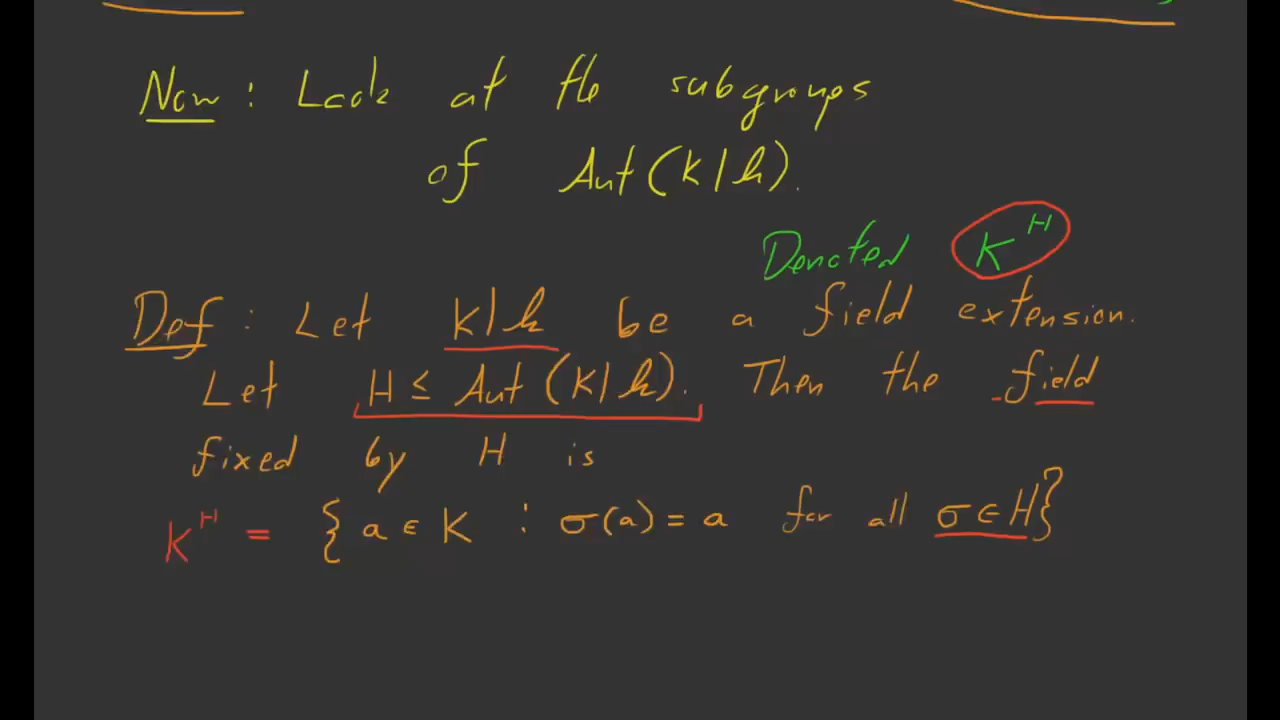 Now : Look at the subgroups
of Aut(K/k).
Denoted K^H
Def : Let K/k be a field extension.
Let H ≤ Aut (K/k). Then the field
fixed by H is
K^H = { a ∈ K : σ(a) = a for all σ ∈ H}